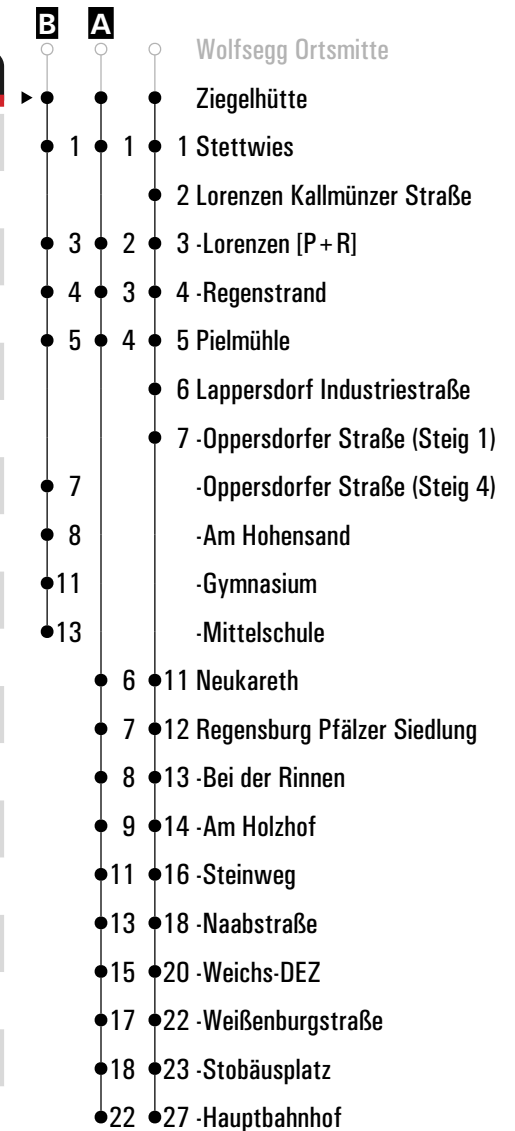 B A
Wolfsegg Ortsmitte
Ziegelhütte
1 1 1 Stettwies
2 Lorenzen Kallmünzer Straße
3 2 3 -Lorenzen [P+R]
4 3 4 -Regenstrand
5 4 5 Pielmühle
6 Lappersdorf Industriestraße
7 -Oppersdorfer Straße (Steig 1)
7 -Oppersdorfer Straße (Steig 4)
8 -Am Hohensand
11 -Gymnasium
13 -Mittelschule
6 11 Neukareth
7 12 Regensburg Pfälzer Siedlung
8 13 -Bei der Rinnen
9 14 -Am Holzhof
11 16 -Steinweg
13 18 -Naabstraße
15 20 -Weichs-DEZ
17 22 -Weißenburgstraße
18 23 -Stobäusplatz
22 27 -Hauptbahnhof